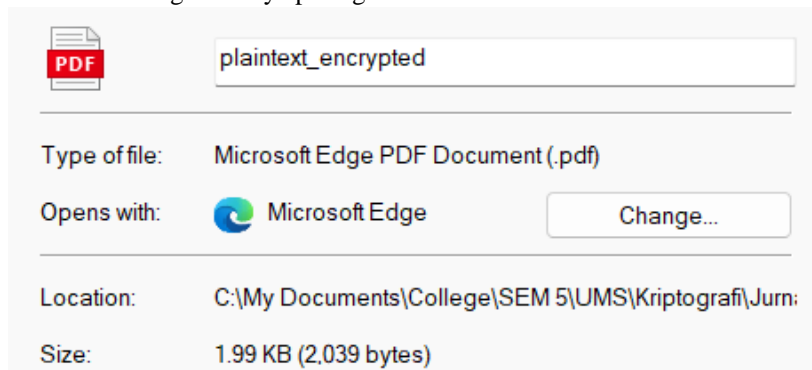 PDF
plaintext_encrypted
Type of file: Microsoft Edge PDF Document (.pdf)
Opens with: Microsoft Edge Change...
Location: C:\My Documents\College\SEM 5\UMS\Kriptografi\Jurn
Size: 1.99 KB (2,039 bytes)